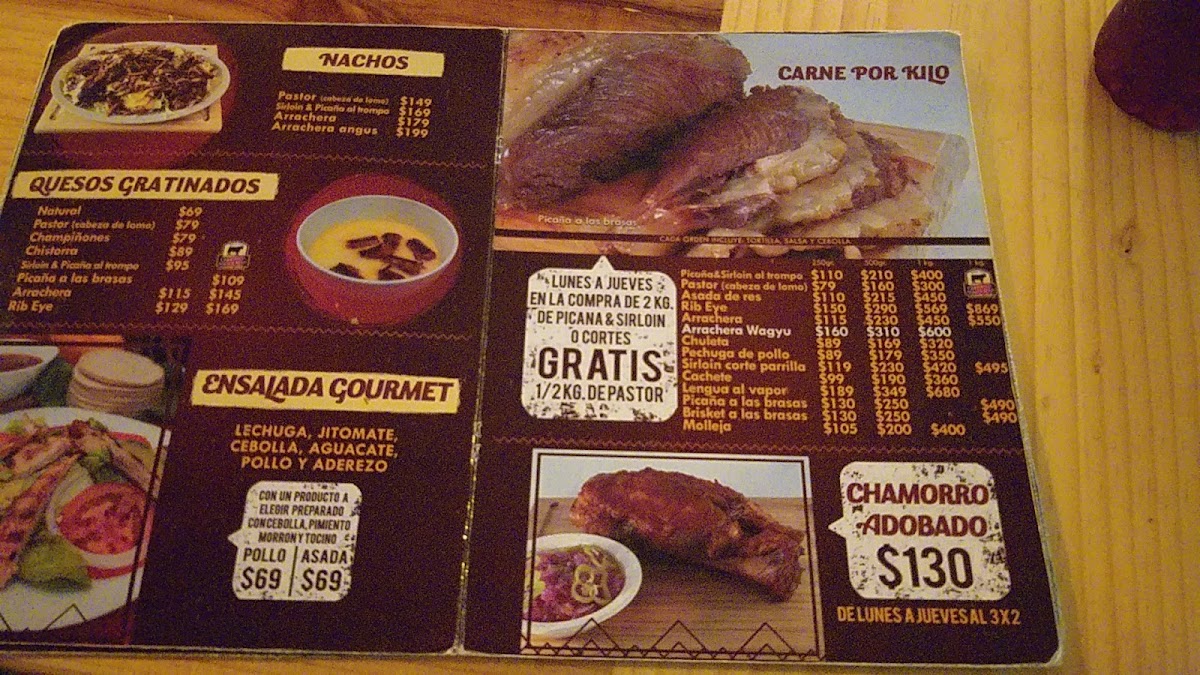 NACHOS
Pastor (cabeza de lomo) $149
Sirloin & Picaña al trompo $169
Arrachera $179
Arrachera angus $199
QUESOS GRATINADOS
Natural $69
Pastor (cabeza de lomo) $79
Champiñones $79
Chistorra $89
Sirloin & Picaña al trompo $95
Picaña a las brasas $109
Arrachera $115 $145
Rib Eye $129 $169
ENSALADA GOURMET
LECHUGA, JITOMATE,
CEBOLLA, AGUACATE,
POLLO Y ADEREZO
CON UN PRODUCTO A
ELEGIR PREPARADO
CON CEBOLLA, PIMIENTO
MORRON Y TOCINO
POLLO ASADA
$69 $69
CARNE POR KILO
Picaña a las brasas
CADA ORDEN INCLUYE: TORTILLA, SALSA Y CEBOLLA
LUNES A JUEVES
EN LA COMPRA DE 2 KG.
DE PICANA & SIRLOIN
O CORTES
GRATIS
1/2 KG. DE PASTOR
250gr. 500gr. 1 kg. 1 kg.
Picaña&Sirloin al trompo $110 $210 $400
Pastor (cabeza de lomo) $79 $160 $300
Asada de res $110 $215 $450
Rib Eye $150 $290 $569 $869
Arrachera $115 $230 $450 $550
Arrachera Wagyu $160 $310 $600
Chuleta $89 $169 $320
Pechuga de pollo $89 $179 $350
Sirloin corte parrilla $119 $230 $420 $495
Cachete $99 $190 $360
Lengua al vapor $189 $349 $680
Picaña a las brasas $130 $250 $490
Brisket a las brasas $130 $250 $490
Molleja $105 $200 $400
CHAMORRO
ADOBADO
$130
DE LUNES A JUEVES AL 3X2